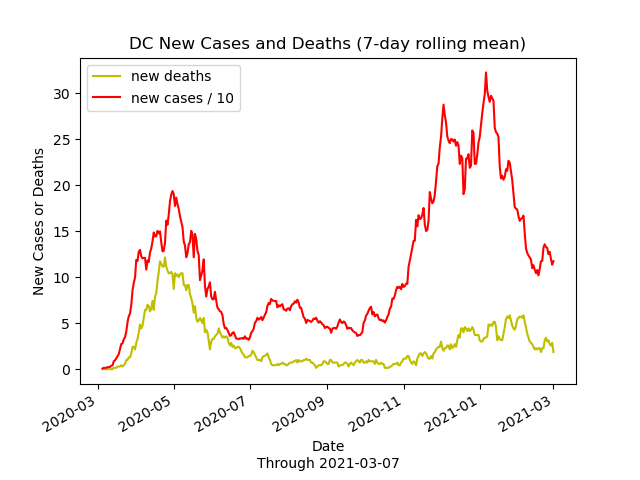 DC New Cases and Deaths (7-day rolling mean)
new deaths
new cases / 10
New Cases or Deaths
30
25
20
15
10
5
0
2020-03
2020-05
2020-07
2020-09
2020-11
2021-01
2021-03
Date
Through 2021-03-07